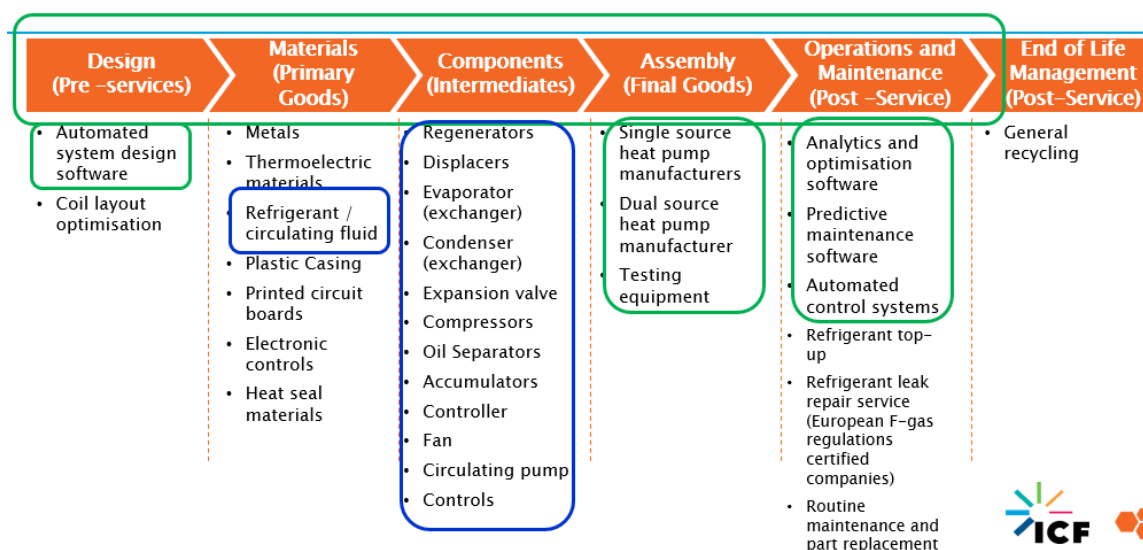 Design
(Pre –services)
Materials
(Primary
Goods)
Components
(Intermediates)
Assembly
(Final Goods)
Operations and
Maintenance
(Post –Service)
End of Life
Management
(Post-Service)
• Automated
system design
software
• Coil layout
optimisation
• Metals
• Thermoelectric
materials
• Refrigerant /
circulating fluid
• Plastic Casing
• Printed circuit
boards
• Electronic
controls
• Heat seal
materials
• Regenerators
• Displacers
• Evaporator
(exchanger)
• Condenser
(exchanger)
• Expansion valve
• Compressors
• Oil Separators
• Accumulators
• Controller
• Fan
• Circulating pump
• Controls
• Single source
heat pump
manufacturers
• Dual source
heat pump
manufacturer
• Testing
equipment
• Analytics and
optimisation
software
• Predictive
maintenance
software
• Automated
control systems
• Refrigerant top-
up
• Refrigerant leak
repair service
(European F-gas
regulations
certified
companies)
• Routine
maintenance and
part replacement
• General
recycling
ICF